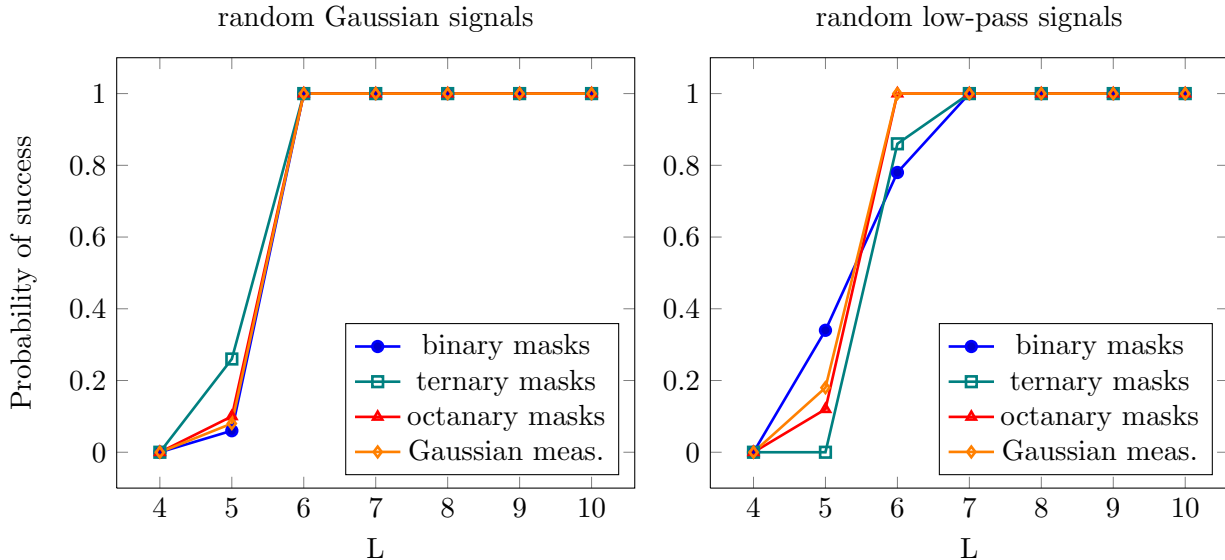 random Gaussian signals
random low-pass signals
Probability of success
1
0.8
0.6
0.4
0.2
0
binary masks
ternary masks
octanary masks
Gaussian meas.
4 5 6 7 8 9 10
L
1
0.8
0.6
0.4
0.2
0
binary masks
ternary masks
octanary masks
Gaussian meas.
4 5 6 7 8 9 10
L